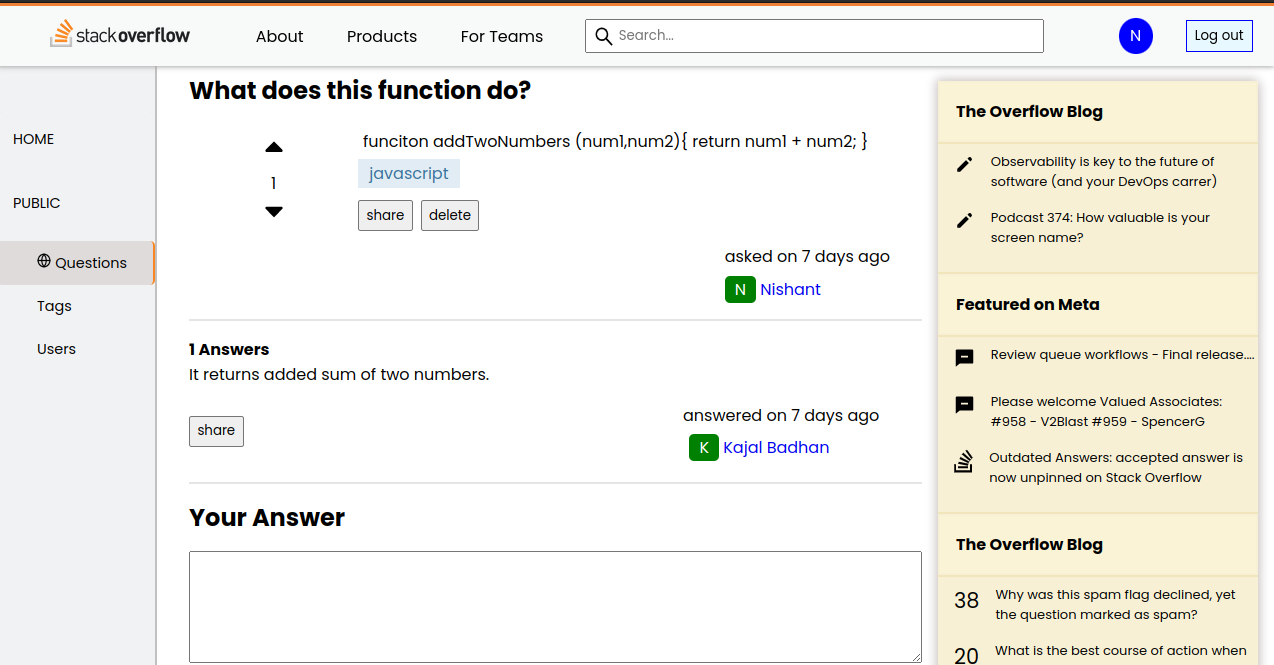 stackoverflow
About
Products
For Teams
Search...
N
Log out
HOME
PUBLIC
Questions
Tags
Users
What does this function do?
1
funciton addTwoNumbers (num1,num2){ return num1 + num2; }
javascript
share
delete
asked on 7 days ago
N Nishant
1 Answers
It returns added sum of two numbers.
share
answered on 7 days ago
K Kajal Badhan
Your Answer
The Overflow Blog
Observability is key to the future of
software (and your DevOps carrer)
Podcast 374: How valuable is your
screen name?
Featured on Meta
Review queue workflows - Final release....
Please welcome Valued Associates:
#958 - V2Blast #959 - SpencerG
Outdated Answers: accepted answer is
now unpinned on Stack Overflow
The Overflow Blog
38 Why was this spam flag declined, yet
the question marked as spam?
20 What is the best course of action when